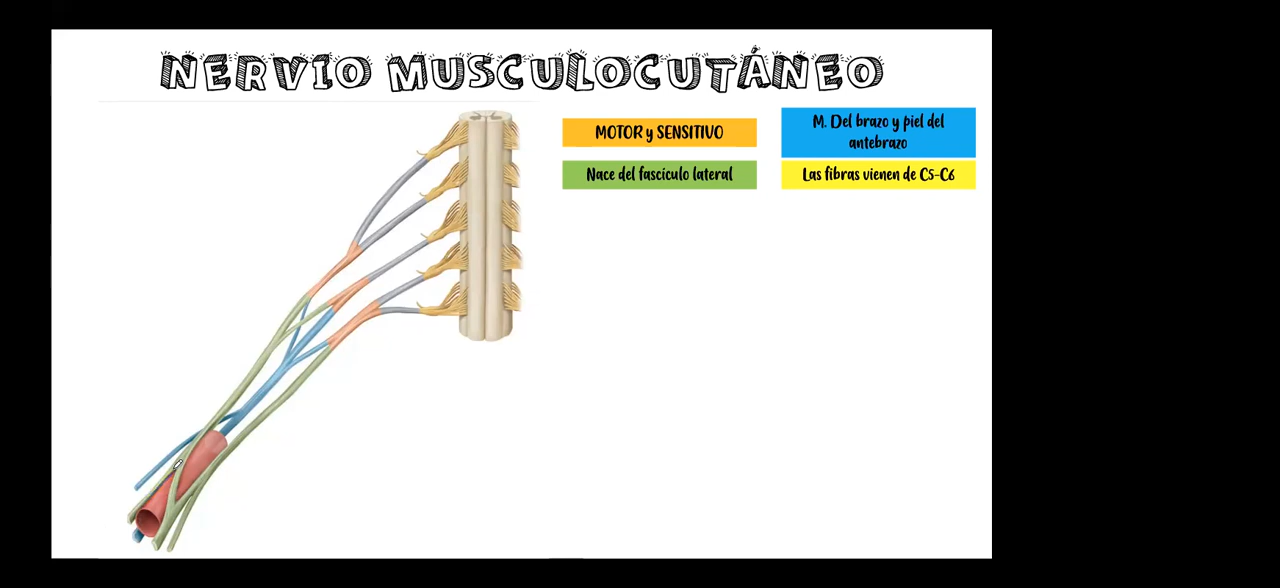 NERVIO MUSCULOCUTÁNEO
MOTOR y SENSITIVO
M. Del brazo y piel del
antebrazo
Nace del fascículo lateral
Las fibras vienen de C5-C6